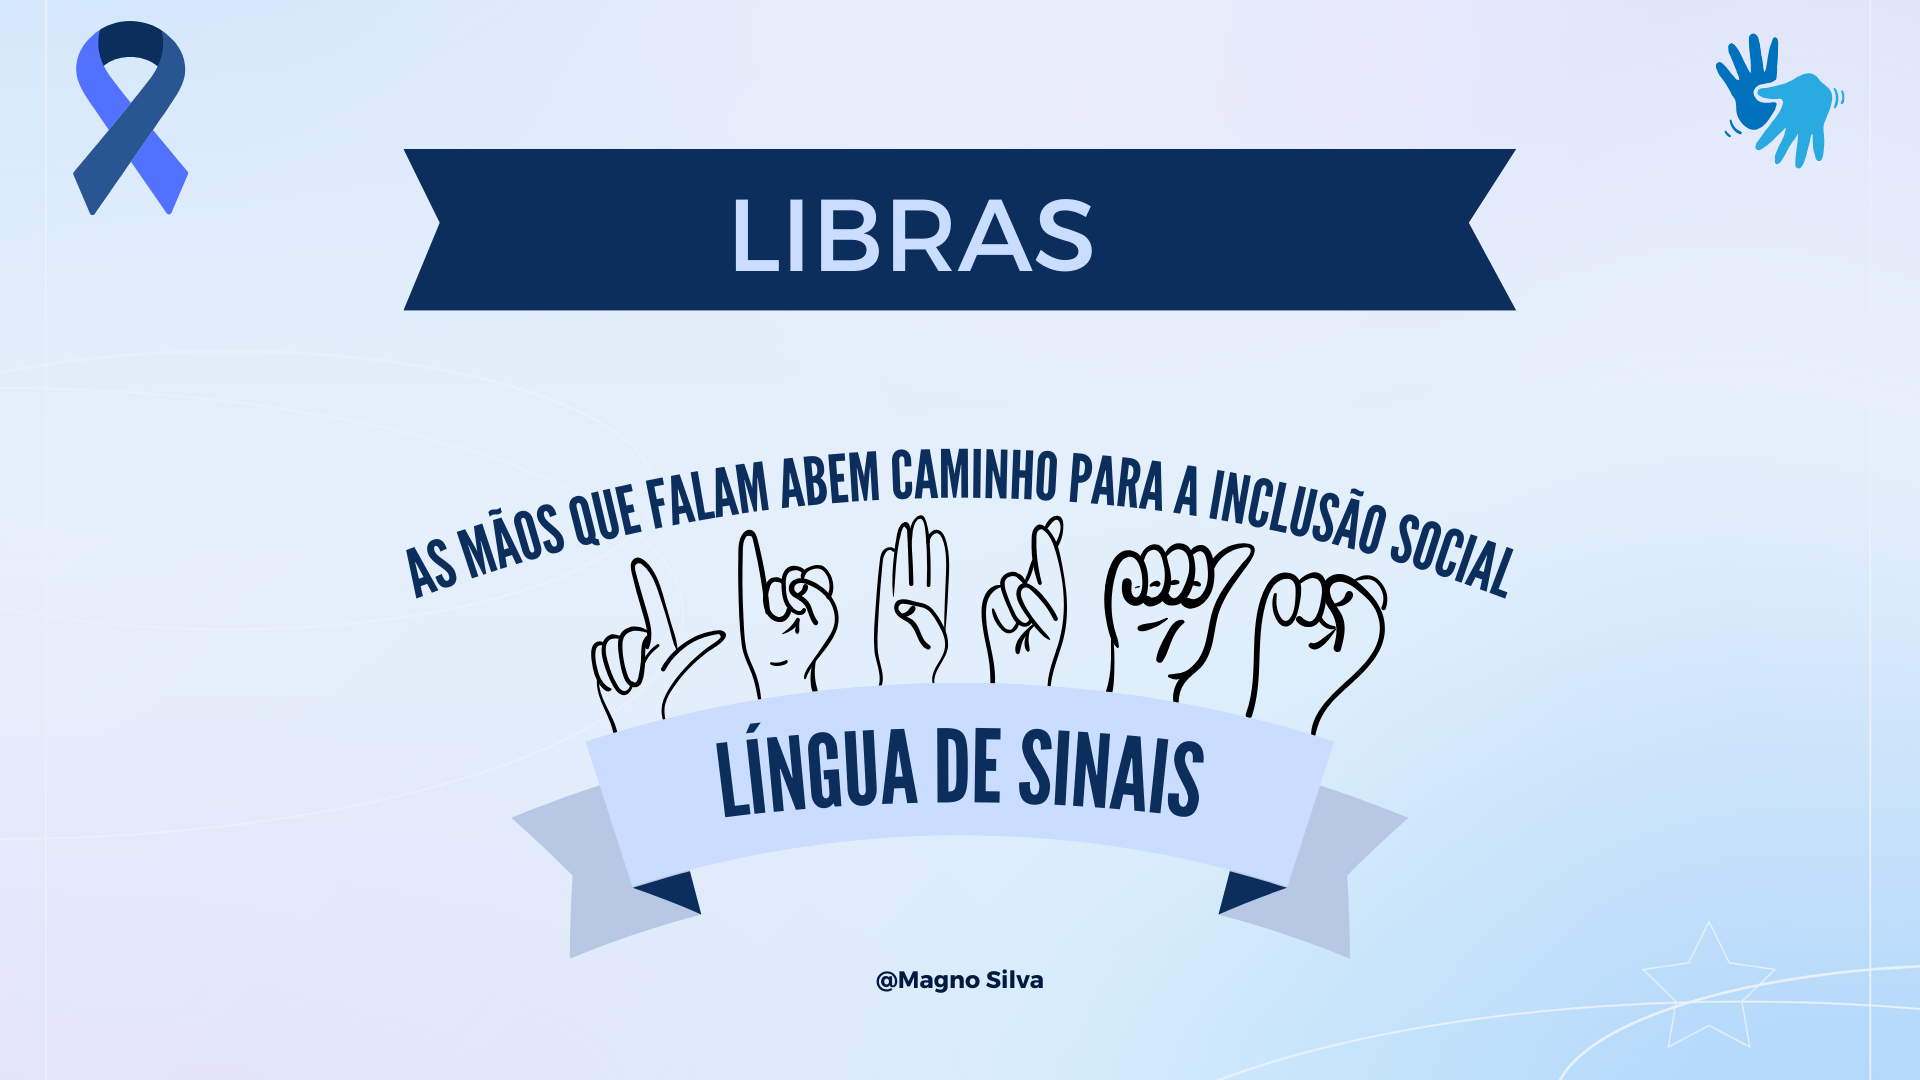 LIBRAS
AS MÃOS QUE FALAM ABEM CAMINHO PARA A INCLUSÃO SOCIAL
LÍNGUA DE SINAIS
@Magno Silva